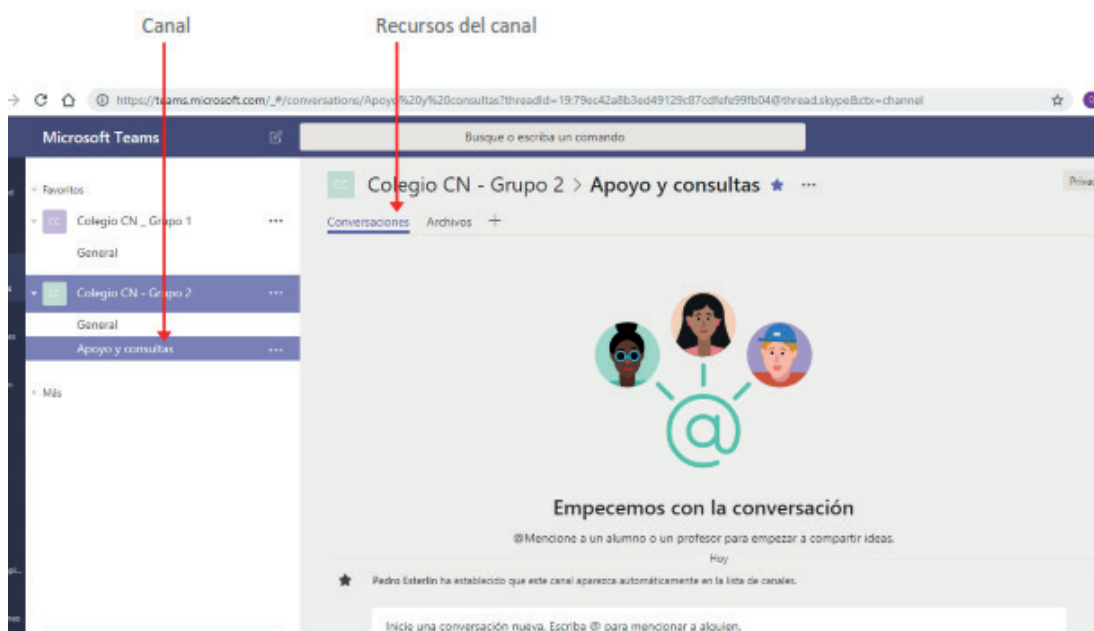 Canal
Recursos del canal
https://teams.microsoft.com/_#/conversations/Apoyo%20y%20consultas?threadId=19:79ec42a8b3ed49129c87cdfefe99fb04@thread.skype&ctx=channel
Microsoft Teams
Busque o escriba un comando
Favoritos
Colegio CN _ Grupo 1
General
Colegio CN - Grupo 2
General
Apoyo y consultas
Más
CC Colegio CN - Grupo 2 > Apoyo y consultas
Conversaciones Archivos
Empecemos con la conversación
@Mencione a un alumno o un profesor para empezar a compartir ideas.
Hoy
Pedro Esterlin ha establecido que este canal aparezca automáticamente en la lista de canales.
Inicie una conversación nueva. Escriba @ para mencionar a alguien.